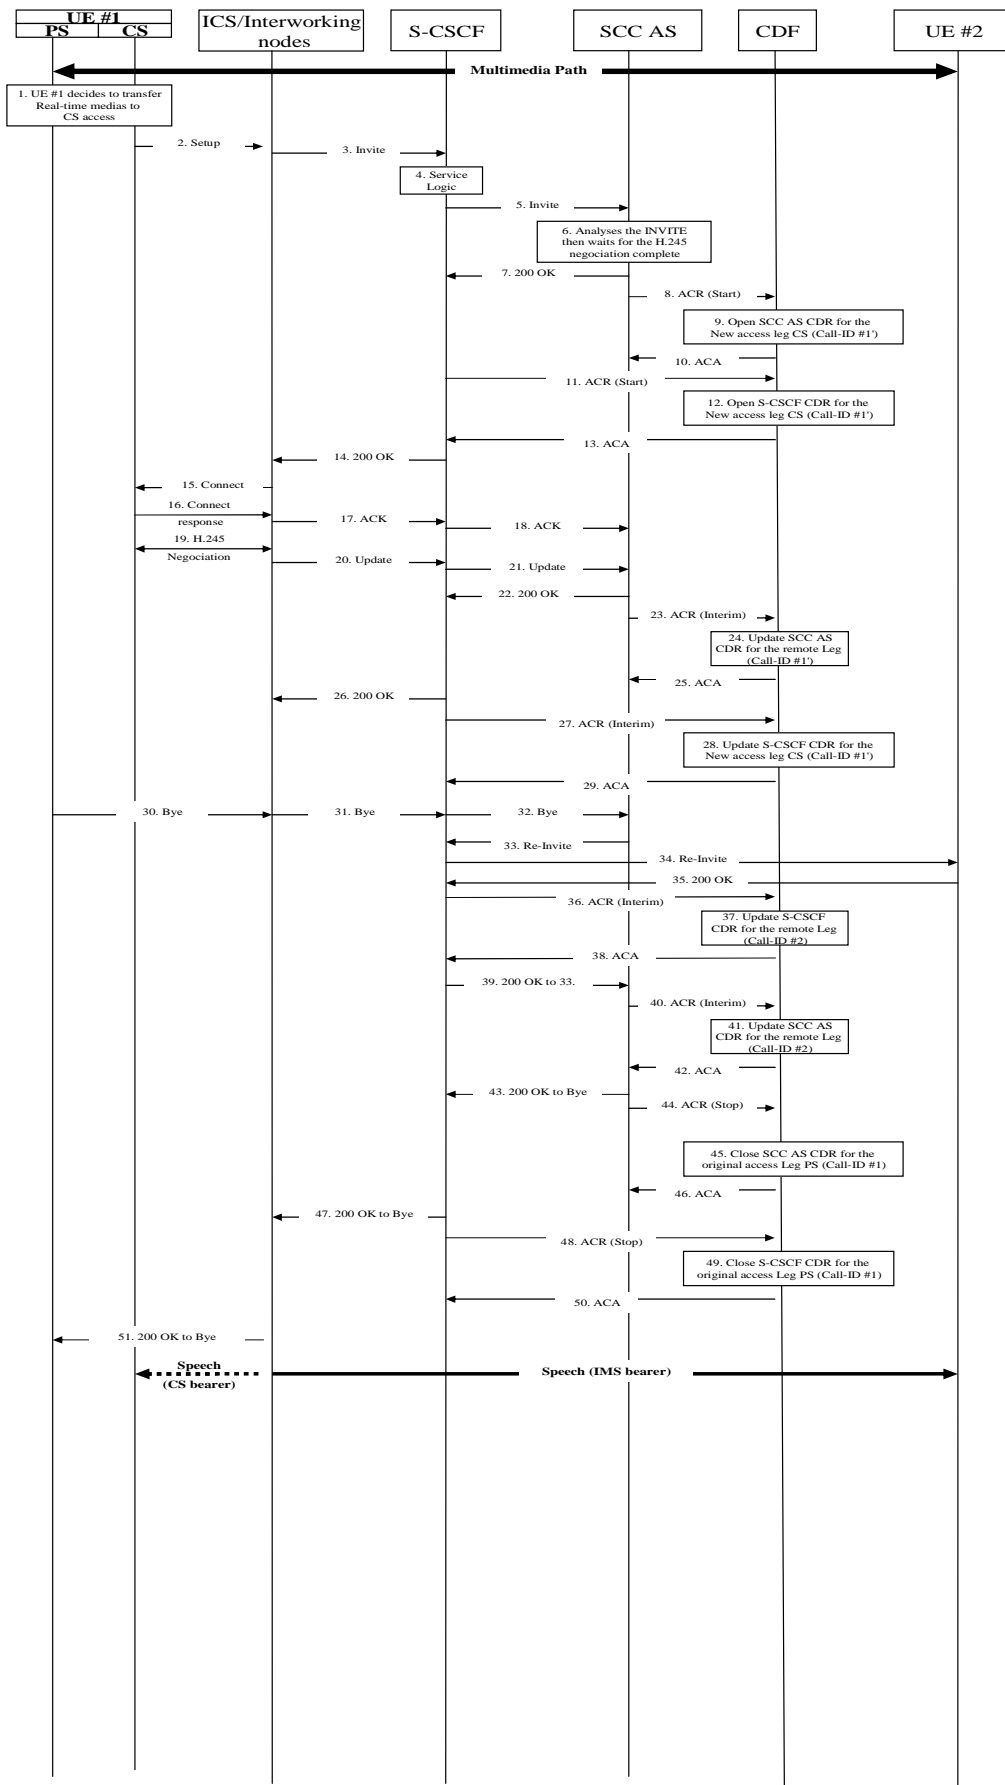 UE #1
PS CS
ICS/Interworking
nodes
S-CSCF
SCC AS
CDF
UE #2
Multimedia Path
1. UE #1 decides to transfer
Real-time medias to
CS access
2. Setup
3. Invite
4. Service
Logic
5. Invite
6. Analyses the INVITE
then waits for the H.245
negociation complete
7. 200 OK
8. ACR (Start)
9. Open SCC AS CDR for the
New access leg CS (Call-ID #1')
10. ACA
11. ACR (Start)
12. Open S-CSCF CDR for the
New access leg CS (Call-ID #1')
13. ACA
14. 200 OK
15. Connect
16. Connect
response
17. ACK
18. ACK
19. H.245
Negociation
20. Update
21. Update
22. 200 OK
23. ACR (Interim)
24. Update SCC AS
CDR for the remote Leg
(Call-ID #1')
25. ACA
26. 200 OK
27. ACR (Interim)
28. Update S-CSCF CDR for the
New access leg CS (Call-ID #1')
29. ACA
30. Bye
31. Bye
32. Bye
33. Re-Invite
34. Re-Invite
35. 200 OK
36. ACR (Interim)
37. Update S-CSCF
CDR for the remote Leg
(Call-ID #2)
38. ACA
39. 200 OK to 33.
40. ACR (Interim)
41. Update SCC AS
CDR for the remote Leg
(Call-ID #2)
42. ACA
43. 200 OK to Bye
44. ACR (Stop)
45. Close SCC AS CDR for the
original access Leg PS (Call-ID #1)
46. ACA
47. 200 OK to Bye
48. ACR (Stop)
49. Close S-CSCF CDR for the
original access Leg PS (Call-ID #1)
50. ACA
51. 200 OK to Bye
Speech
(CS bearer)
Speech (IMS bearer)